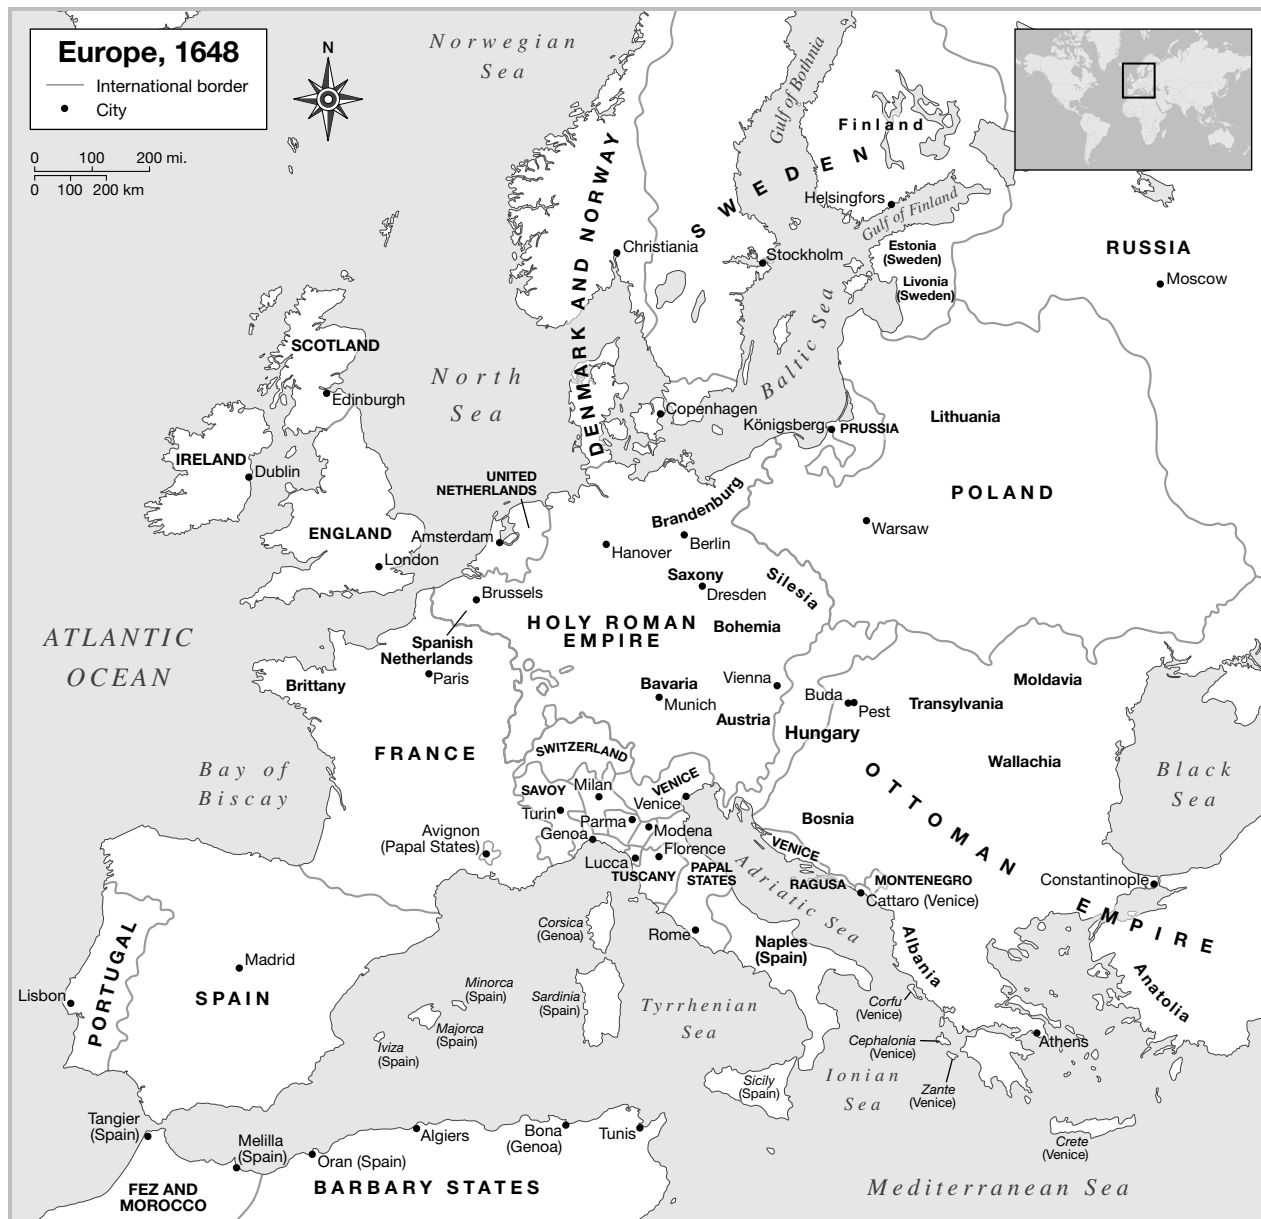 Europe, 1648
International border
City
N
0 100 200 mi.
0 100 200 km
Norwegian
Sea
Gulf of Bothnia
Finland
SWEDEN
Helsingfors
Gulf of Finland
Estonia
(Sweden)
Livonia
(Sweden)
RUSSIA
Moscow
Christiania
Stockholm
DENMARK AND NORWAY
Baltic Sea
SCOTLAND
Edinburgh
North
Sea
Copenhagen
Königsberg
PRUSSIA
Lithuania
IRELAND
Dublin
UNITED
NETHERLANDS
Brandenburg
POLAND
ENGLAND
Amsterdam
Hanover
Berlin
Warsaw
London
Saxony
Dresden
Silesia
Brussels
HOLY ROMAN
EMPIRE
Bohemia
ATLANTIC
OCEAN
Spanish
Netherlands
Paris
Brittany
Bavaria
Munich
Vienna
Austria
Buda
Pest
Hungary
Transylvania
Moldavia
FRANCE
SWITZERLAND
Wallachia
Bay of
Biscay
Black
Sea
SAVOY
Milan
VENICE
Venice
Turin
Parma
Modena
Genoa
Florence
Lucca
TUSCANY
PAPAL
STATES
Avignon
(Papal States)
Bosnia
OTTOMAN
EMPIRE
VENICE
Adriatic Sea
RAGUSA
MONTENEGRO
Cattaro (Venice)
Constantinople
Corsica
(Genoa)
Rome
Naples
(Spain)
Albania
Anatolia
PORTUGAL
Madrid
Lisbon
SPAIN
Minorca
(Spain)
Majorca
(Spain)
Iviza
(Spain)
Sardinia
(Spain)
Tyrrhenian
Sea
Corfu
(Venice)
Cephalonia
(Venice)
Athens
Sicily
(Spain)
Ionian
Sea
Zante
(Venice)
Tangier
(Spain)
Melilla
(Spain)
Oran (Spain)
Algiers
Bona
(Genoa)
Tunis
Crete
(Venice)
FEZ AND
MOROCCO
BARBARY STATES
Mediterranean Sea